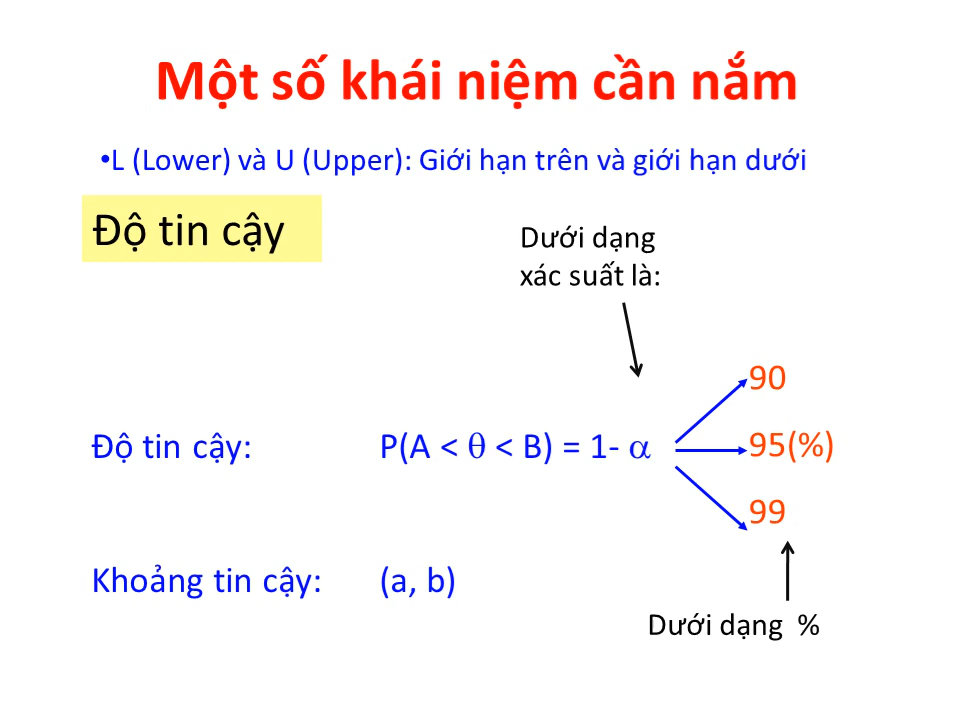 Một số khái niệm cần nắm
•L (Lower) và U (Upper): Giới hạn trên và giới hạn dưới
Độ tin cậy
Dưới dạng
xác suất là:
90
Độ tin cậy: P(A < θ < B) = 1- α 95(%)
99
Khoảng tin cậy: (a, b)
Dưới dạng %